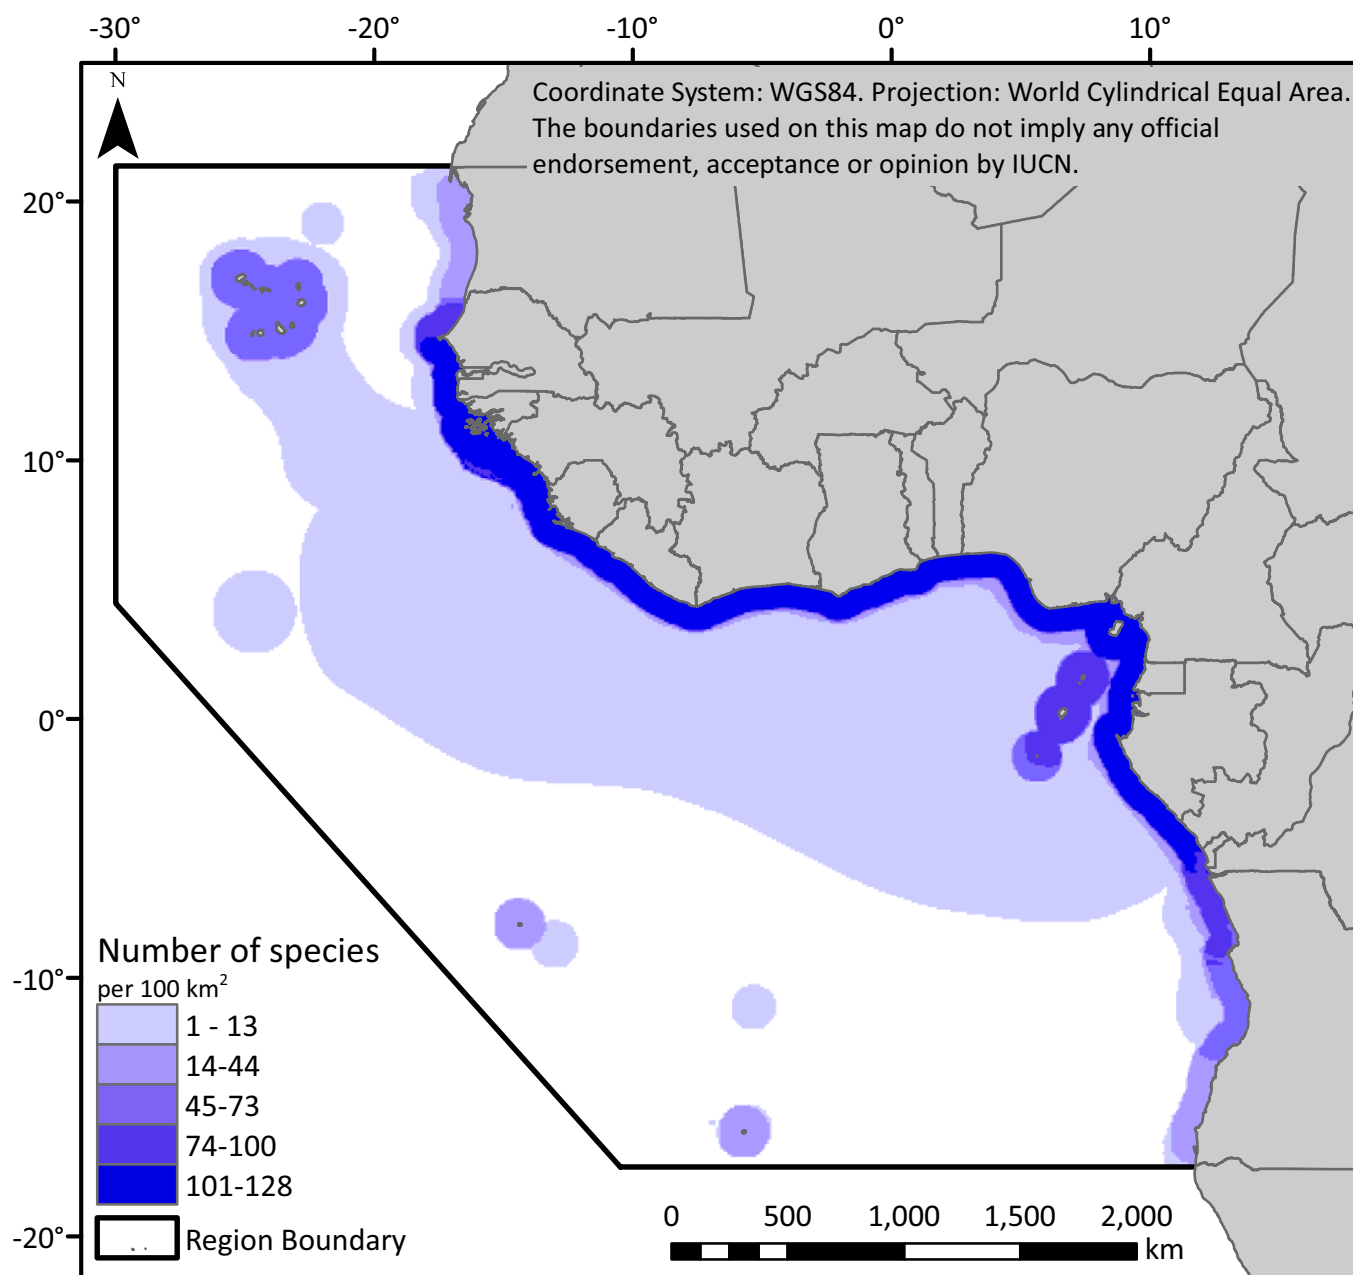 -30° -20° -10° 0° 10°
N
Coordinate System: WGS84. Projection: World Cylindrical Equal Area.
The boundaries used on this map do not imply any official
endorsement, acceptance or opinion by IUCN.
20°
10°
0°
-10°
-20°
Number of species
per 100 km²
1 - 13
14-44
45-73
74-100
101-128
Region Boundary
0 500 1,000 1,500 2,000
km